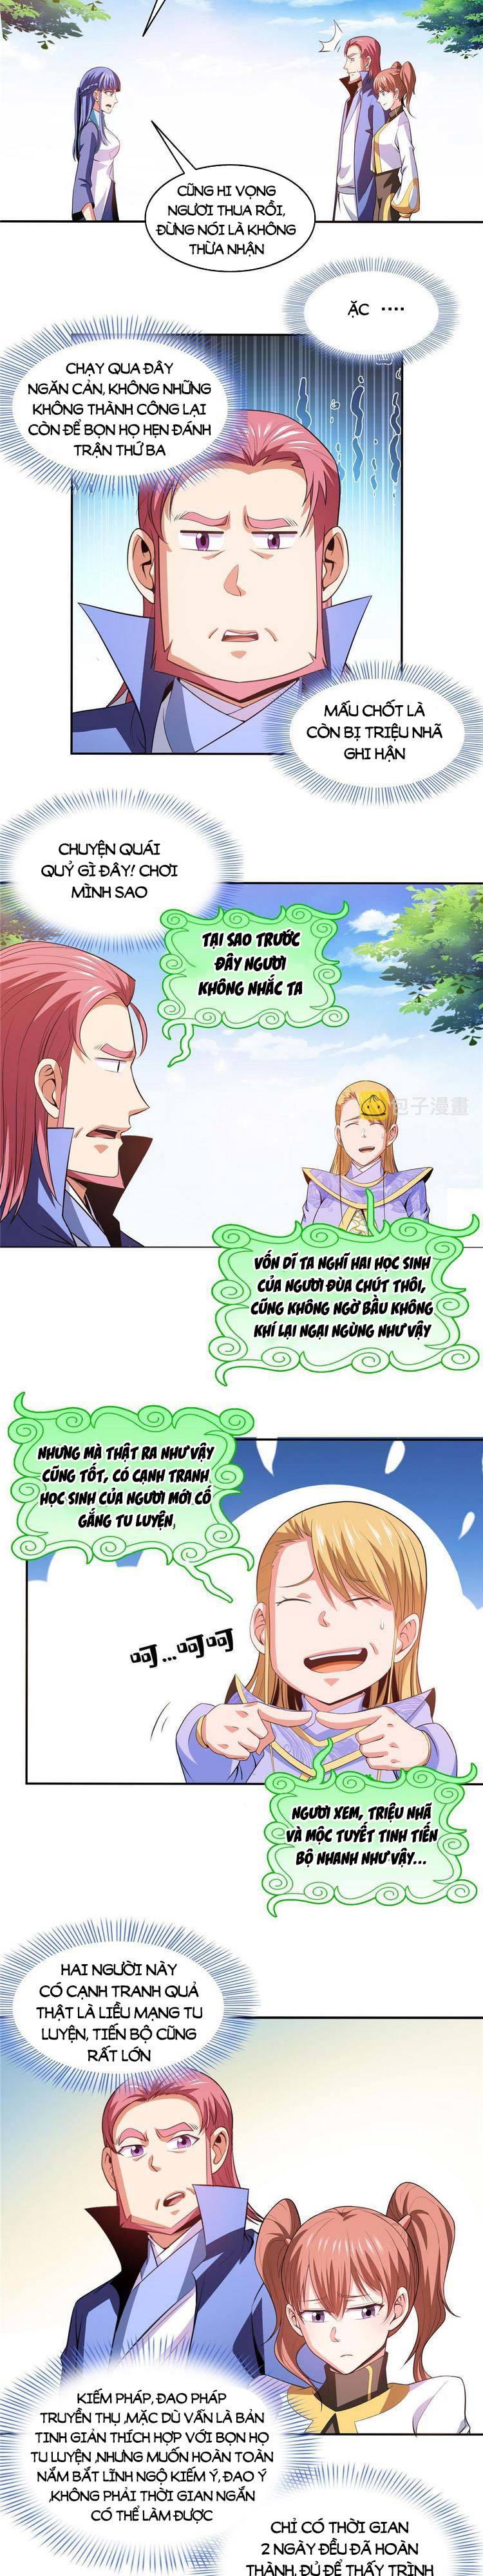 CŨNG HI VỌNG
NGƯƠI THUA RỒI,
ĐỪNG NÓI LÀ KHÔNG
THỪA NHẬN
ẶC ....
CHẠY QUA ĐÂY
NGĂN CẢN, KHÔNG NHỮNG
KHÔNG THÀNH CÔNG LẠI
CÒN ĐỂ BỌN HỌ HẸN ĐÁNH
TRẬN THỨ BA
MẤU CHỐT LÀ
CÒN BỊ TRIỆU NHÃ
GHI HẬN
CHUYỆN QUÁI
QUỶ GÌ ĐÂY! CHƠI
MÌNH SAO
TẠI SAO TRƯỚC
ĐÂY NGƯƠI
KHÔNG NHẮC TA
包子漫畫
VỐN DĨ TA NGHĨ HAI HỌC SINH
CỦA NGƯƠI ĐÙA CHÚT THÔI,
CŨNG KHÔNG NGỜ BẦU KHÔNG
KHÍ LẠI NGẠI NGÙNG NHƯ VẬY
NHƯNG MÀ THẬT RA NHƯ VẬY
CŨNG TỐT, CÓ CẠNH TRANH
HỌC SINH CỦA NGƯƠI MỚI CỐ
GẮNG TU LUYỆN,
呵...呵呵
NGƯƠI XEM, TRIỆU NHÃ
VÀ MỘC TUYẾT TINH TIẾN
BỘ NHANH NHƯ VẬY...
HAI NGƯỜI NÀY
CÓ CẠNH TRANH QUẢ
THẬT LÀ LIỀU MẠNG TU
LUYỆN, TIẾN BỘ CŨNG
RẤT LỚN
KIẾM PHÁP, ĐAO PHÁP
TRUYỀN THỤ ,MẶC DÙ VẪN LÀ BẢN
TINH GIẢN THÍCH HỢP VỚI BỌN HỌ
TU LUYỆN ,NHƯNG MUỐN HOÀN TOÀN
NẮM BẮT LĨNH NGỘ KIẾM Ý, ĐAO Ý
,KHÔNG PHẢI THỜI GIAN NGẮN
CÓ THỂ LÀM ĐƯỢC
CHỈ CÓ THỜI GIAN
2 NGÀY ĐỀU ĐÃ HOÀN
THÀNH, ĐỦ ĐỂ THẤY TRÌNH